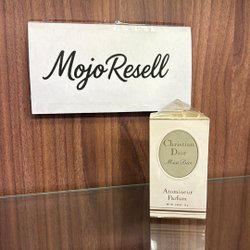 MojoResell
Christian
Dior
Miss Dior
Atomiseur
Parfum